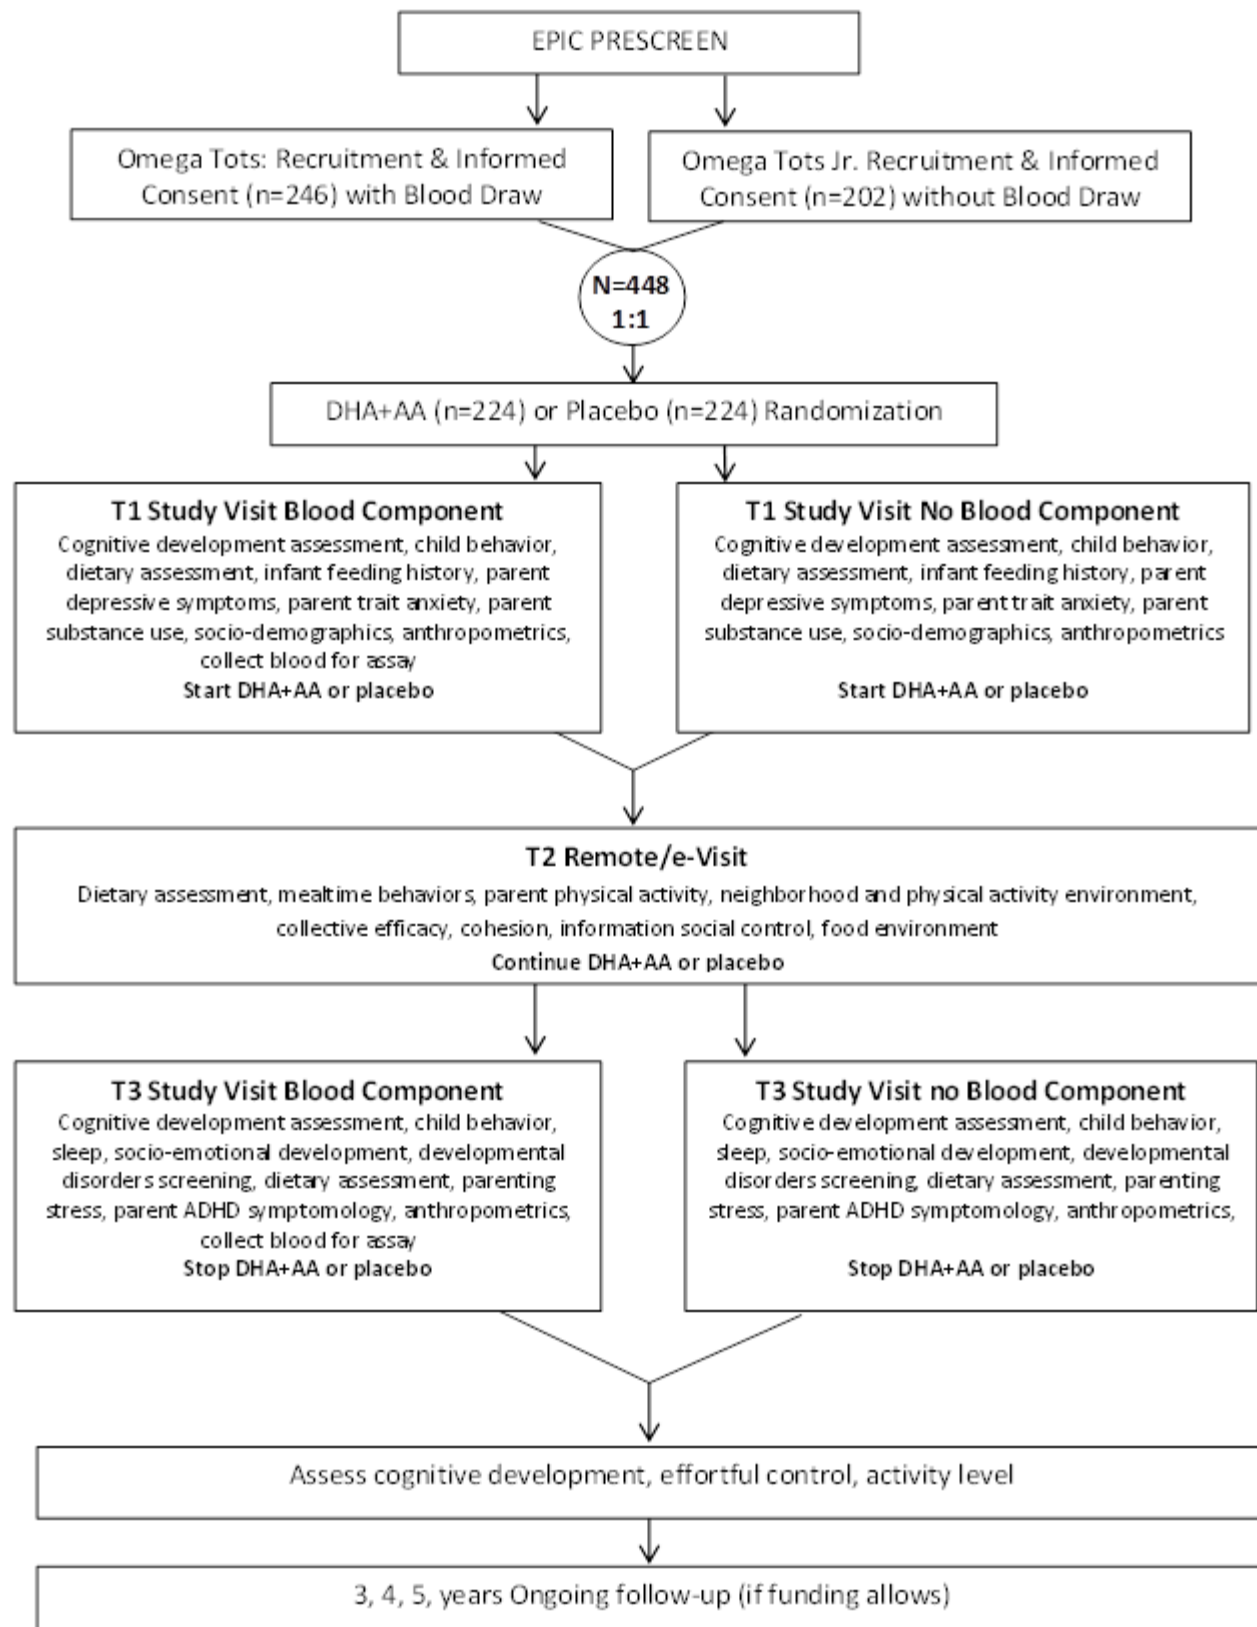 EPIC PRESCREEN
Omega Tots: Recruitment & Informed
Consent (n=246) with Blood Draw
Omega Tots Jr. Recruitment & Informed
Consent (n=202) without Blood Draw
N=448
1:1
DHA+AA (n=224) or Placebo (n=224) Randomization
T1 Study Visit Blood Component
Cognitive development assessment, child behavior,
dietary assessment, infant feeding history, parent
depressive symptoms, parent trait anxiety, parent
substance use, socio-demographics, anthropometrics,
collect blood for assay
Start DHA+AA or placebo
T1 Study Visit No Blood Component
Cognitive development assessment, child behavior,
dietary assessment, infant feeding history, parent
depressive symptoms, parent trait anxiety, parent
substance use, socio-demographics, anthropometrics
Start DHA+AA or placebo
T2 Remote/e-Visit
Dietary assessment, mealtime behaviors, parent physical activity, neighborhood and physical activity environment,
collective efficacy, cohesion, information social control, food environment
Continue DHA+AA or placebo
T3 Study Visit Blood Component
Cognitive development assessment, child behavior,
sleep, socio-emotional development, developmental
disorders screening, dietary assessment, parenting
stress, parent ADHD symptomology, anthropometrics,
collect blood for assay
Stop DHA+AA or placebo
T3 Study Visit no Blood Component
Cognitive development assessment, child behavior,
sleep, socio-emotional development, developmental
disorders screening, dietary assessment, parenting
stress, parent ADHD symptomology, anthropometrics,
Stop DHA+AA or placebo
Assess cognitive development, effortful control, activity level
3, 4, 5, years Ongoing follow-up (if funding allows)